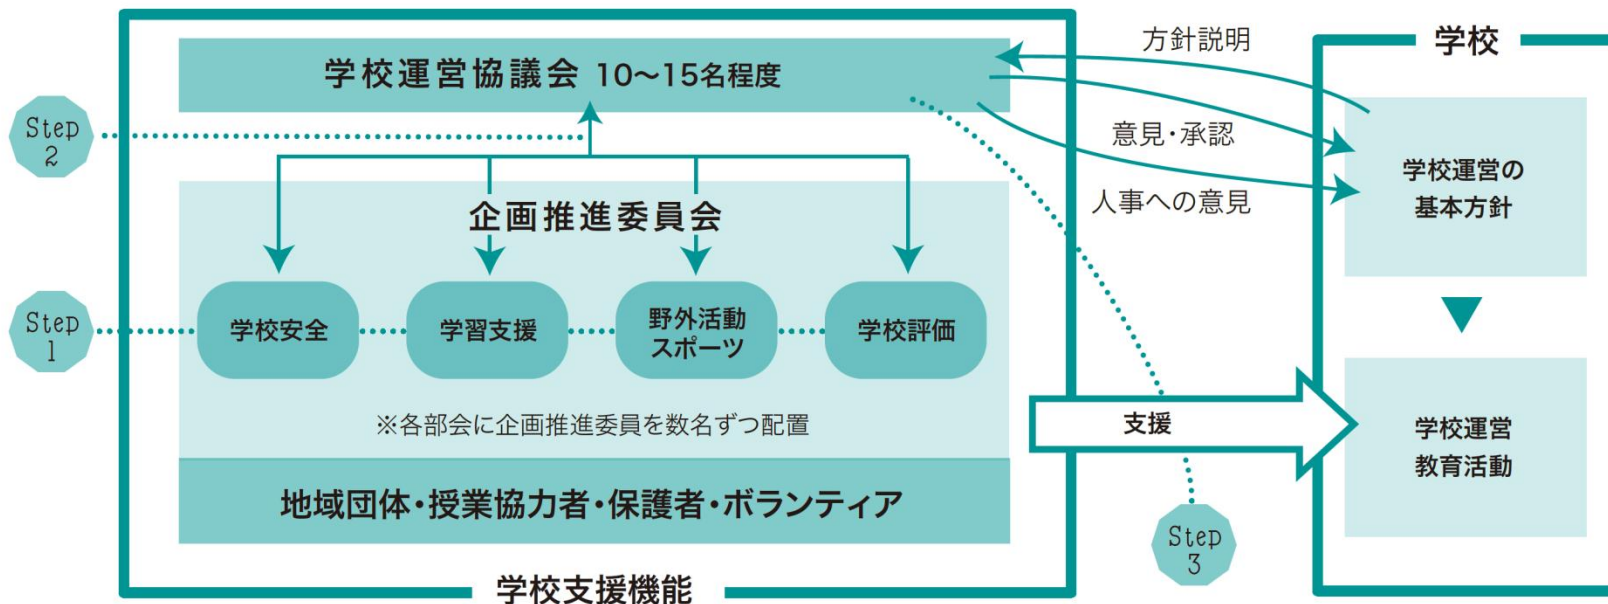 学校運営協議会 10～15名程度
方針説明
学校
意見・承認
人事への意見
学校運営の
基本方針
Step
2
企画推進委員会
Step
1
学校安全
学習支援
野外活動
スポーツ
学校評価
※各部会に企画推進委員を数名ずつ配置
支援
学校運営
教育活動
地域団体・授業協力者・保護者・ボランティア
Step
3
学校支援機能